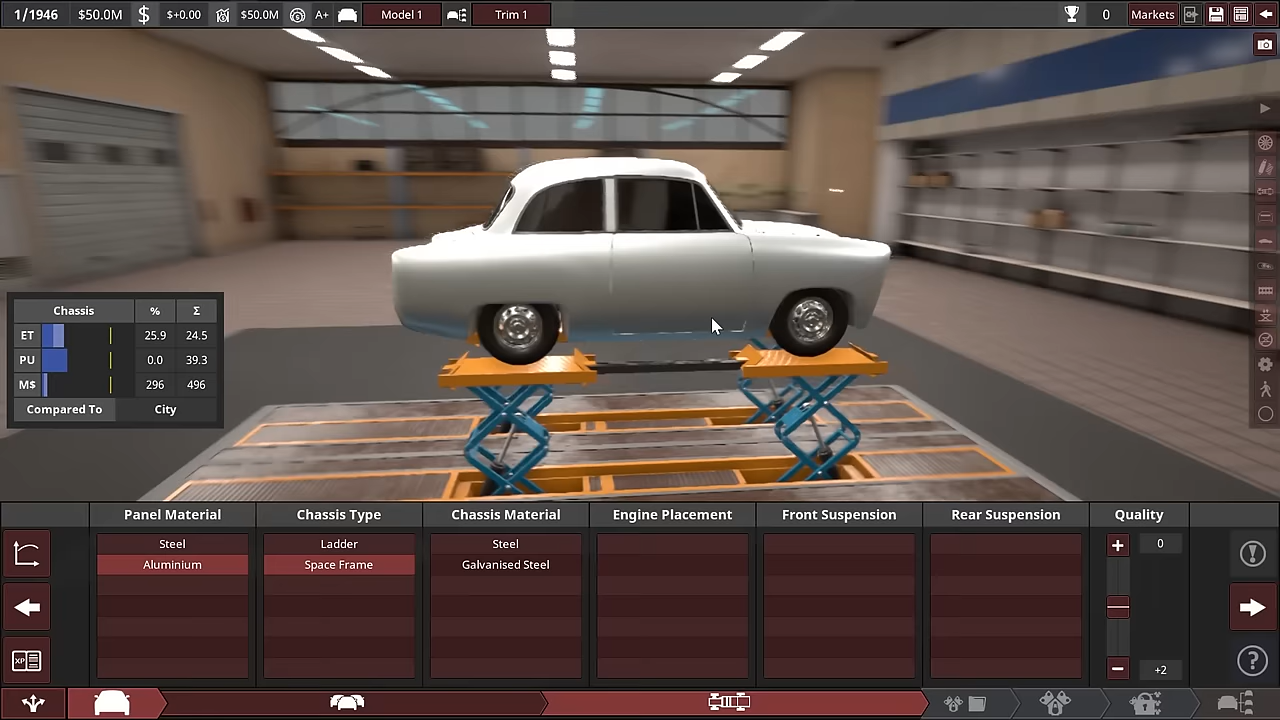 1/1946 $50.0M $ $+0.00 $50.0M A+ Model 1 Trim 1 0 Markets
Chassis % Σ
ET 25.9 24.5
PU 0.0 39.3
M$ 296 496
Compared To City
Panel Material Chassis Type Chassis Material Engine Placement Front Suspension Rear Suspension Quality
Steel Ladder Steel + 0
Aluminium Space Frame Galvanised Steel
- +2
XP ?